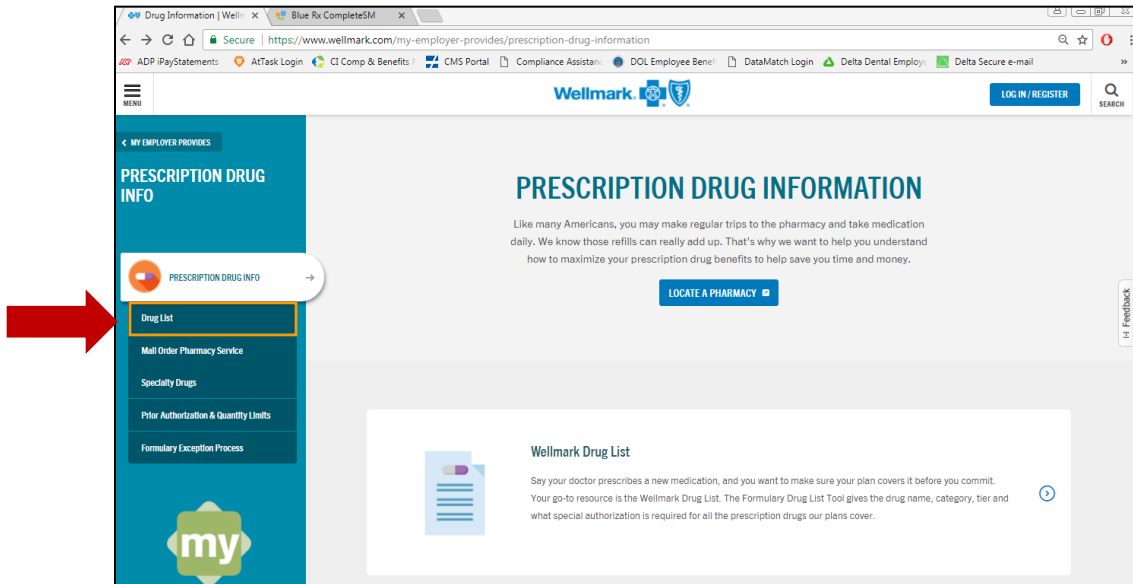 Drug Information | Wellm
Blue Rx CompleteSM
Secure | https://www.wellmark.com/my-employer-provides/prescription-drug-information
ADP iPayStatements AtTask Login CI Comp & Benefits CMS Portal Compliance Assistanc DOL Employee Benef DataMatch Login Delta Dental Employe Delta Secure e-mail »
MENU
Wellmark
LOG IN / REGISTER
SEARCH
MY EMPLOYER PROVIDES
PRESCRIPTION DRUG
INFO
PRESCRIPTION DRUG INFO
Drug List
Mail Order Pharmacy Service
Specialty Drugs
Prior Authorization & Quantity Limits
Formulary Exception Process
my
PRESCRIPTION DRUG INFORMATION
Like many Americans, you may make regular trips to the pharmacy and take medication
daily. We know those refills can really add up. That's why we want to help you understand
how to maximize your prescription drug benefits to help save you time and money.
LOCATE A PHARMACY
Feedback
Wellmark Drug List
Say your doctor prescribes a new medication, and you want to make sure your plan covers it before you commit.
Your go-to resource is the Wellmark Drug List. The Formulary Drug List Tool gives the drug name, category, tier and
what special authorization is required for all the prescription drugs our plans cover.